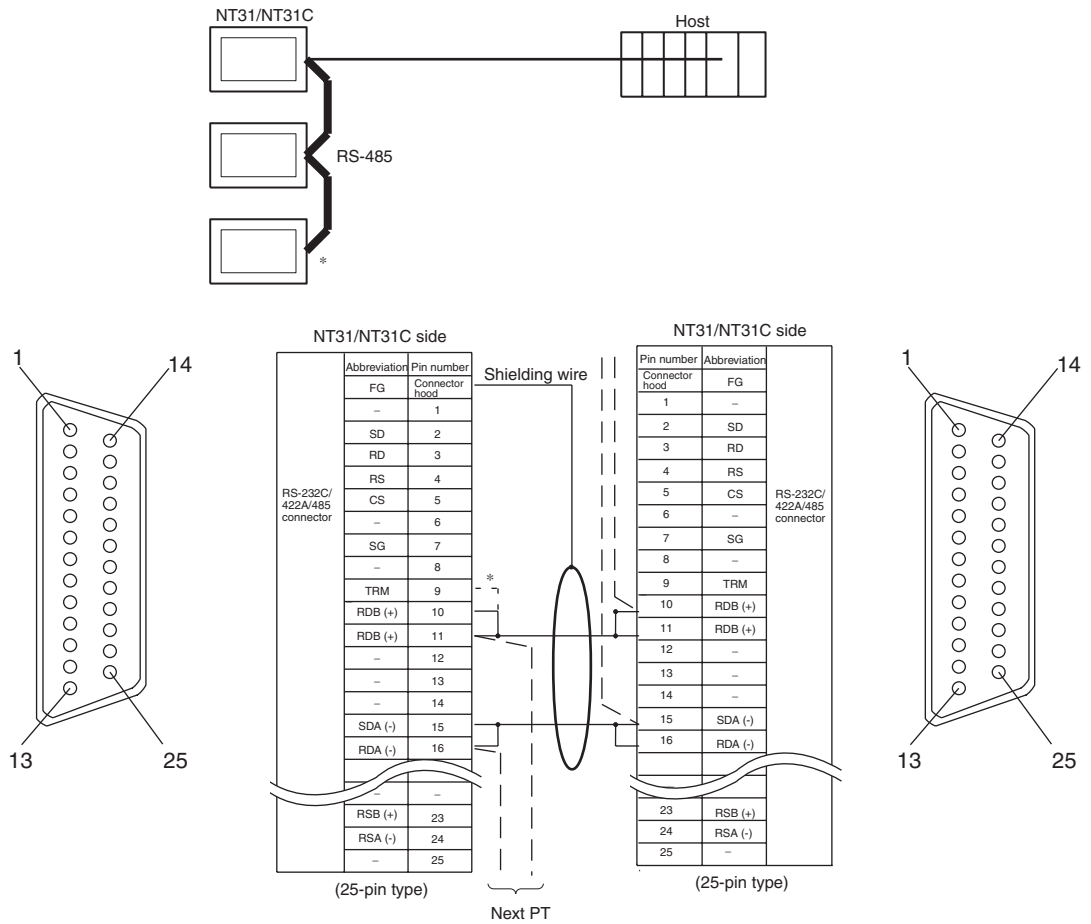 NT31/NT31C
Host
RS-485
*
NT31/NT31C side
NT31/NT31C side
1
14
13
25
Abbreviation Pin number
FG Connector hood
– 1
SD 2
RD 3
RS 4
CS 5
– 6
SG 7
– 8
TRM 9
RDB (+) 10
RDB (+) 11
– 12
– 13
– 14
SDA (-) 15
RDA (-) 16
– –
RSB (+) 23
RSA (-) 24
– 25
RS-232C/
422A/485
connector
(25-pin type)
Shielding wire
*
Next PT
Pin number Abbreviation
Connector hood FG
1 –
2 SD
3 RD
4 RS
5 CS
6 –
7 SG
8 –
9 TRM
10 RDB (+)
11 RDB (+)
12 –
13 –
14 –
15 SDA (-)
16 RDA (-)
–
23 RSB (+)
24 RSA (-)
25 –
RS-232C/
422A/485
connector
(25-pin type)
1
14
13
25